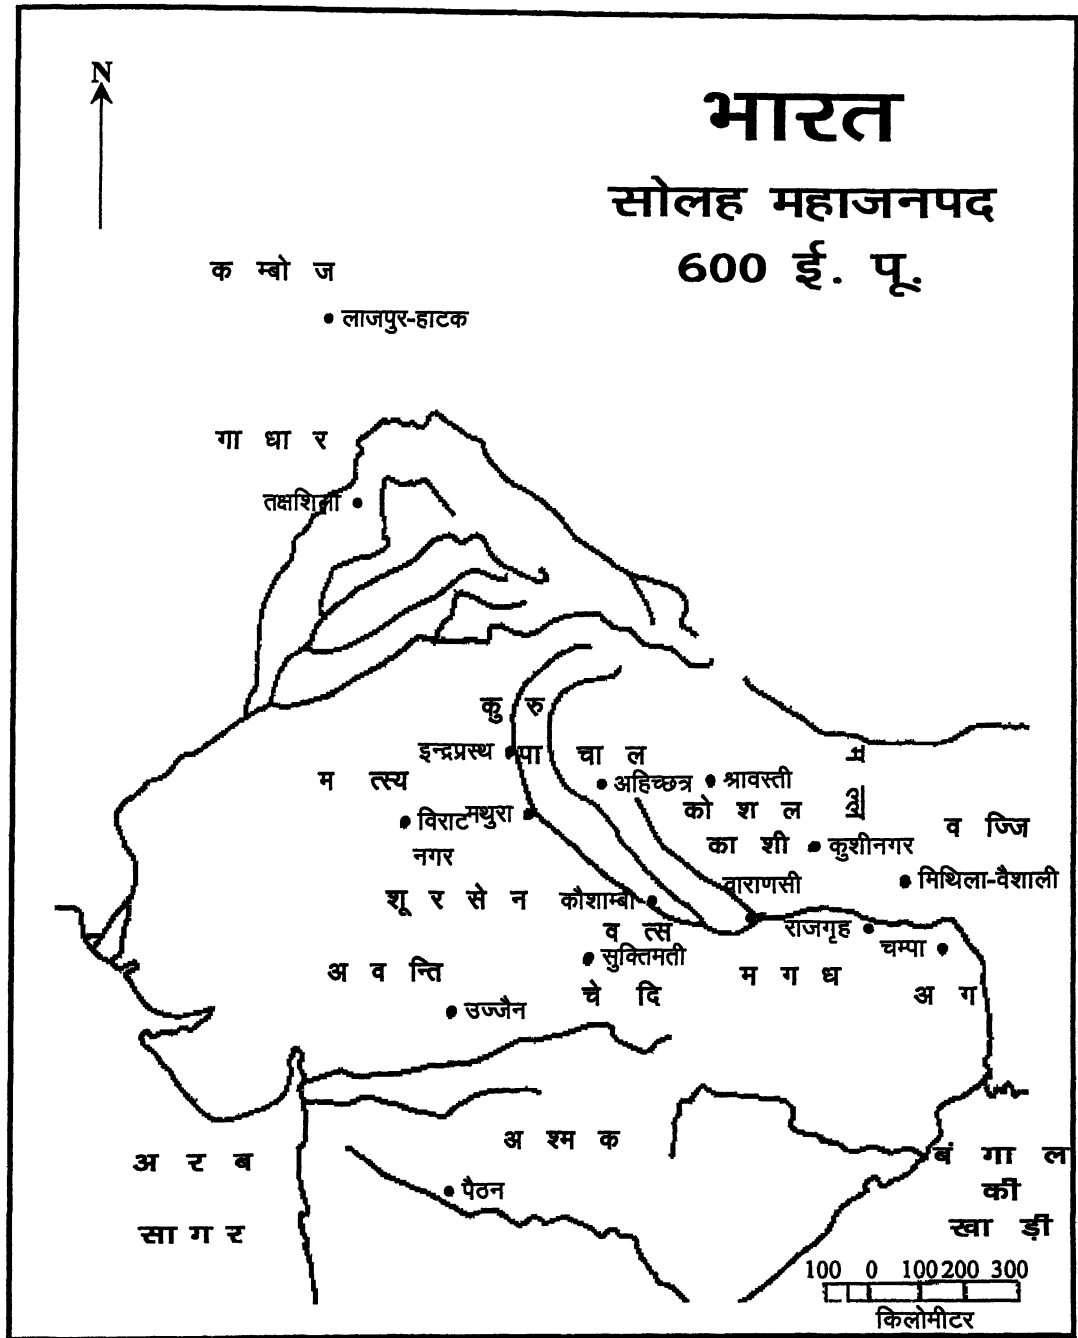 N
भारत
सोलह महाजनपद
600 ई. पू.
कम्बोज
लाजपुर-हाटक
गाधार
तक्षशिला
कुरु
इन्द्रप्रस्थ
पाचाल
मत्स्य
अहिच्छत्र
श्रावस्ती
मल्ल
कोशल
विराट
नगर
मथुरा
वज्जि
काशी
कुशीनगर
मिथिला-वैशाली
वाराणसी
शूरसेन
कौशाम्बी
वत्स
राजगृह
चम्पा
सुक्तिमती
मगध
अवन्ति
चेदि
अग
उज्जैन
अश्मक
पैठन
अरब
सागर
बंगाल
की
खाड़ी
100 0 100 200 300
किलोमीटर